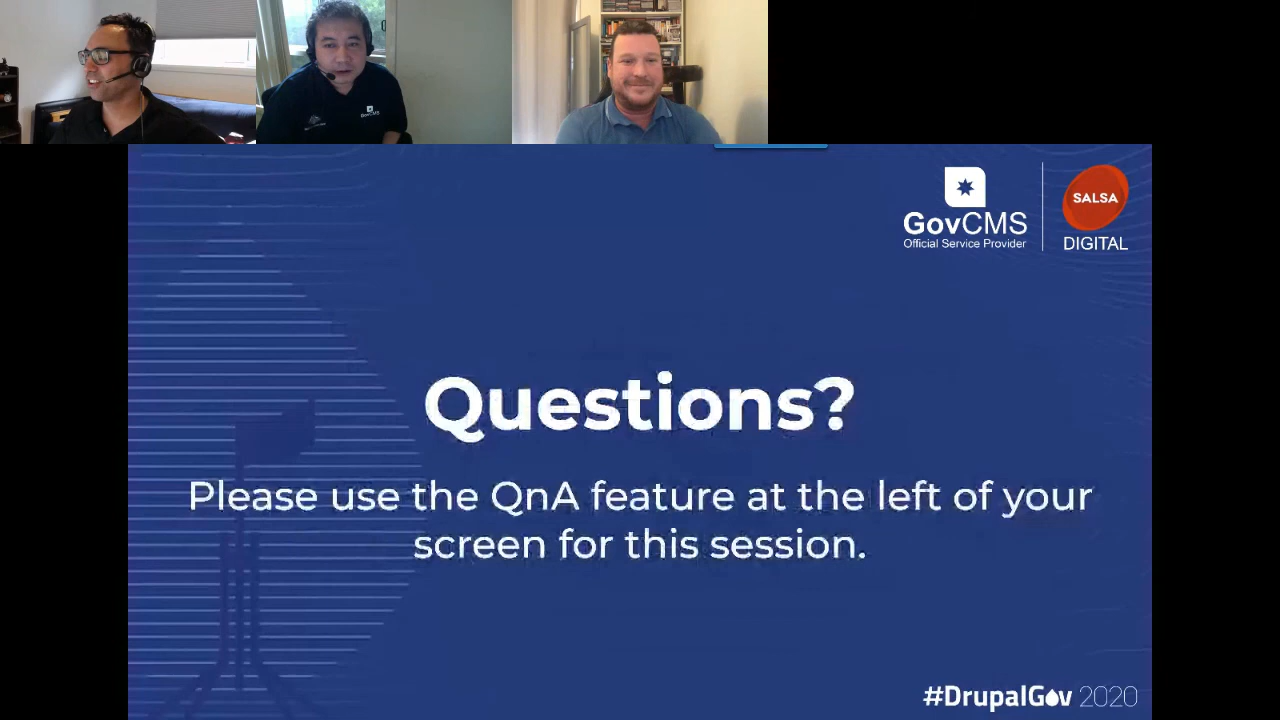 GovCMS
GovCMS
Official Service Provider
SALSA
DIGITAL
Questions?
Please use the QnA feature at the left of your
screen for this session.
#DrupalGov 2020